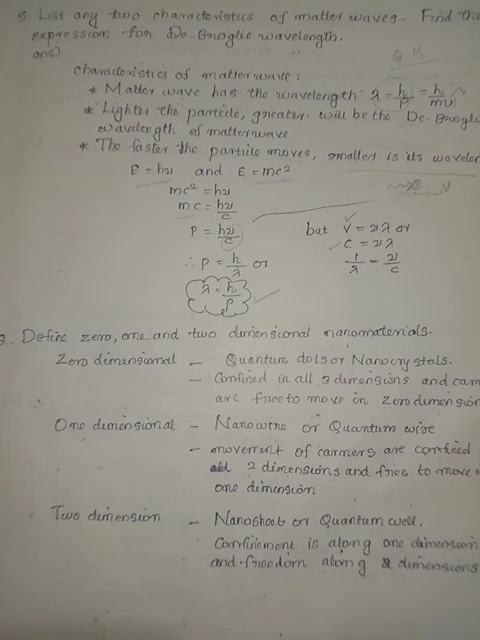 5. List any two characteristics of matter waves. Find the
expression for De-Broglie wavelength.
ans)
Q M
characteristics of matter wave:
* Matter wave has the wavelength λ = h/p = h/mv
* Lighter the particle, greater will be the De-Broglie
wavelength of matterwave.
* The faster the particle moves, smaller is its wavelen
E = hν and E = mc²
mc² = hν
mc = hν/c
P = hν/c but V = νλ or
C = νλ
∴ P = h/λ or 1/λ = ν/c
λ = h/p
6. Define zero, one and two dimensional nanomaterials.
Zero dimensional - Quantum dots or Nanocrystals.
- Confined in all 3 dimensions and carr
are free to move in zero dimension
One dimensional - Nanowire or Quantum wire
- movement of carriers are confined
2 dimensions and free to move
one dimension
Two dimension - Nanosheet or Quantum well.
Confinement is along one dimension
and freedom along 2 dimensions